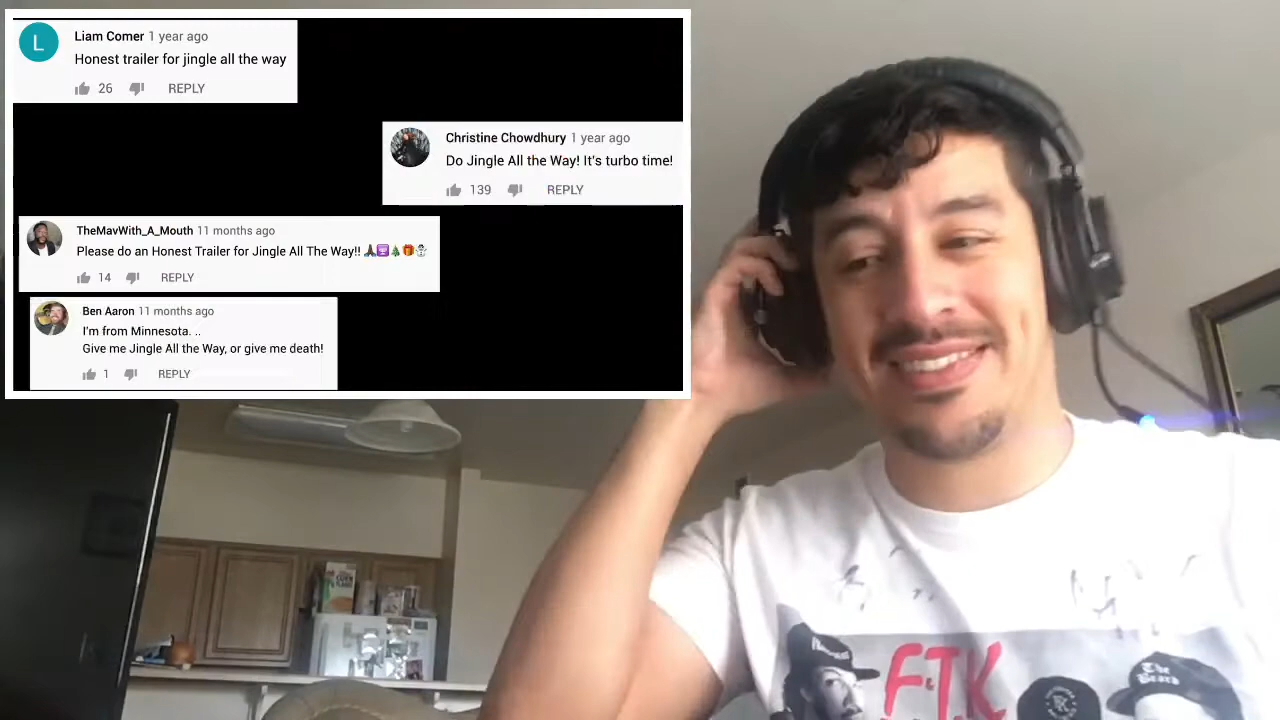 L
Liam Comer 1 year ago
Honest trailer for jingle all the way
26 REPLY
Christine Chowdhury 1 year ago
Do Jingle All the Way! It's turbo time!
139 REPLY
TheMavWith_A_Mouth 11 months ago
Please do an Honest Trailer for Jingle All The Way!! 🙏🏿🕎🎄🎁☃
14 REPLY
Ben Aaron 11 months ago
I'm from Minnesota. ..
Give me Jingle All the Way, or give me death!
1 REPLY
F.T.K
The
Beard